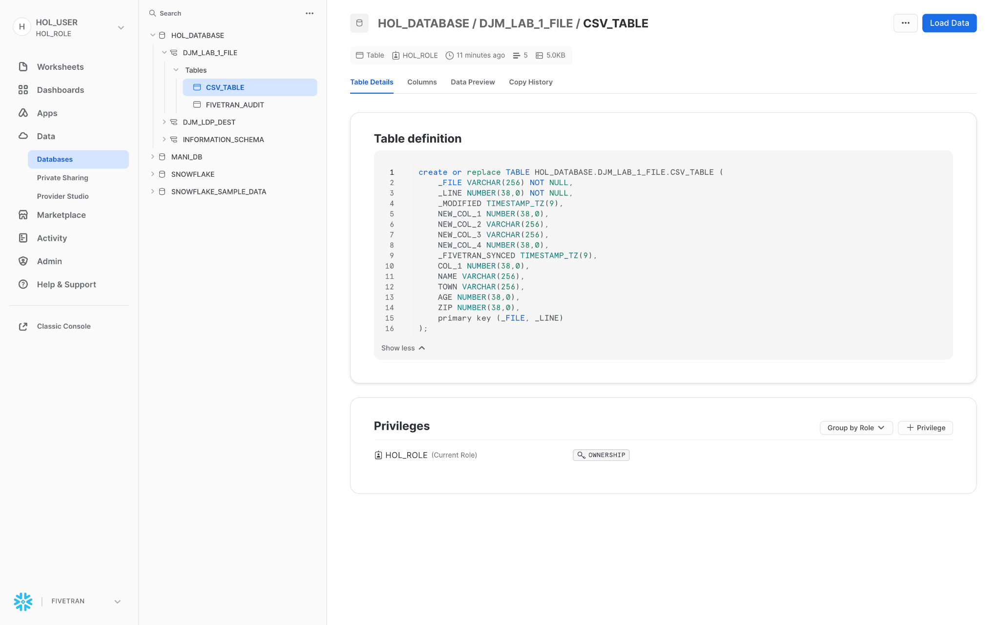 H
HOL_USER
HOL_ROLE
Worksheets
Dashboards
Apps
Data
Databases
Private Sharing
Provider Studio
Marketplace
Activity
Admin
Help & Support
Classic Console
FIVETRAN
Search
HOL_DATABASE
DJM_LAB_1_FILE
Tables
CSV_TABLE
FIVETRAN_AUDIT
DJM_LDP_DEST
INFORMATION_SCHEMA
MANI_DB
SNOWFLAKE
SNOWFLAKE_SAMPLE_DATA
HOL_DATABASE / DJM_LAB_1_FILE / CSV_TABLE
Load Data
Table HOL_ROLE 11 minutes ago 5 5.0KB
Table Details Columns Data Preview Copy History
Table definition
1 create or replace TABLE HOL_DATABASE.DJM_LAB_1_FILE.CSV_TABLE (
2 _FILE VARCHAR(256) NOT NULL,
3 _LINE NUMBER(38,0) NOT NULL,
4 _MODIFIED TIMESTAMP_TZ(9),
5 NEW_COL_1 NUMBER(38,0),
6 NEW_COL_2 VARCHAR(256),
7 NEW_COL_3 VARCHAR(256),
8 NEW_COL_4 NUMBER(38,0),
9 _FIVETRAN_SYNCED TIMESTAMP_TZ(9),
10 COL_1 NUMBER(38,0),
11 NAME VARCHAR(256),
12 TOWN VARCHAR(256),
13 AGE NUMBER(38,0),
14 ZIP NUMBER(38,0),
15 primary key (_FILE, _LINE)
16 );
Show less
Privileges
Group by Role
Privilege
HOL_ROLE (Current Role) OWNERSHIP